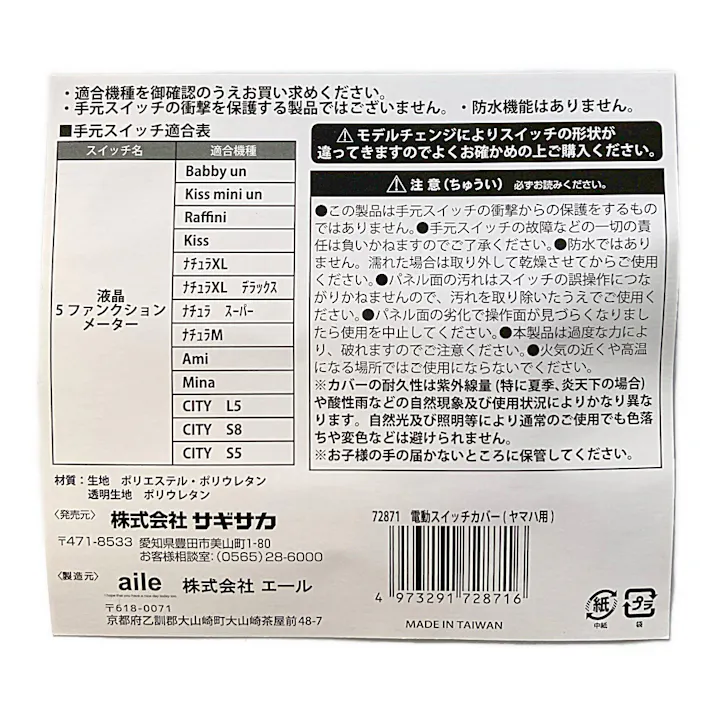 ・適合機種を御確認のうえお買い求めください。
・手元スイッチの衝撃を保護する製品ではございません。・防水機能はありません。
■手元スイッチ適合表
スイッチ名 適合機種
液晶
5ファンクション
メーター
Babby un
Kiss mini un
Raffini
Kiss
ナチュラXL
ナチュラXL デラックス
ナチュラ スーパー
ナチュラM
Ami
Mina
CITY L5
CITY S8
CITY S5
⚠モデルチェンジによりスイッチの形状が
違ってきますのでよくお確かめの上ご購入ください。
⚠注意(ちゅうい) 必ずお読みください。
●この製品は手元スイッチの衝撃からの保護をするもの
ではありません。●手元スイッチの故障などの一切の責
任は負いかねますのでご了承ください。●防水ではあり
ません。濡れた場合は取り外して乾燥させてからご使用
ください。●パネル面の汚れはスイッチの誤操作につな
がりかねませんので、汚れを取り除いたうえでご使用く
ださい。●パネル面の劣化で操作面が見づらくなりまし
たら使用を中止してください。●本製品は過度な力によ
り、破れますのでご注意ください。●火気の近くや高温
になる場所ではご使用にならないでください。
※カバーの耐久性は紫外線量(特に夏季、炎天下の場合)
や酸性雨などの自然現象及び使用状況によりかなり異な
ります。自然光及び照明等により通常のご使用でも色落
ちや変色などは避けられません。
※お子様の手の届かないところに保管してください。
材質:生地 ポリエステル・ポリウレタン
透明生地 ポリウレタン
〈発売元〉 株式会社 サギサカ
〒471-8533 愛知県豊田市美山町1-80
お客様相談室:(0565)28-6000
〈製造元〉 aile 株式会社 エール
〒618-0071
京都府乙訓郡大山崎町大山崎茶屋前48-7
72871 電動スイッチカバー(ヤマハ用)
4 973291 728716
MADE IN TAIWAN
紙
中紙
プラ
袋